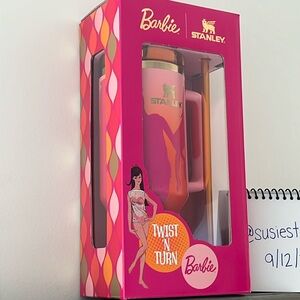 Barbie
STANLEY
STANLEY
TWIST
'N
TURN
Barbie
@susiest
9/12/